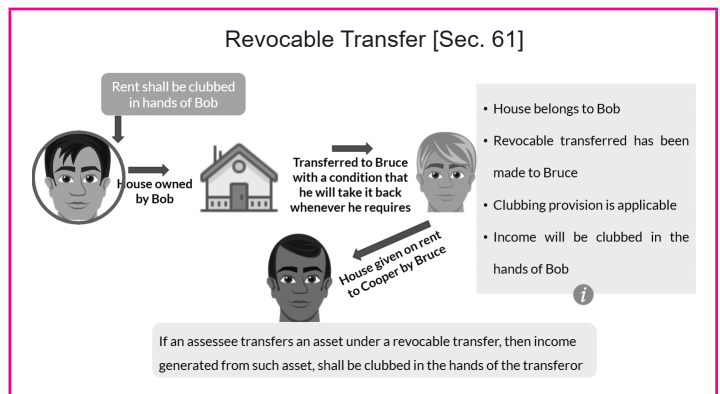 Revocable Transfer [Sec. 61]
Rent shall be clubbed
in hands of Bob
House owned
by Bob
Transferred to Bruce
with a condition that
he will take it back
whenever he requires
House given on rent
to Cooper by Bruce
• House belongs to Bob
• Revocable transferred has been
made to Bruce
• Clubbing provision is applicable
• Income will be clubbed in the
hands of Bob
i
If an assessee transfers an asset under a revocable transfer, then income
generated from such asset, shall be clubbed in the hands of the transferor